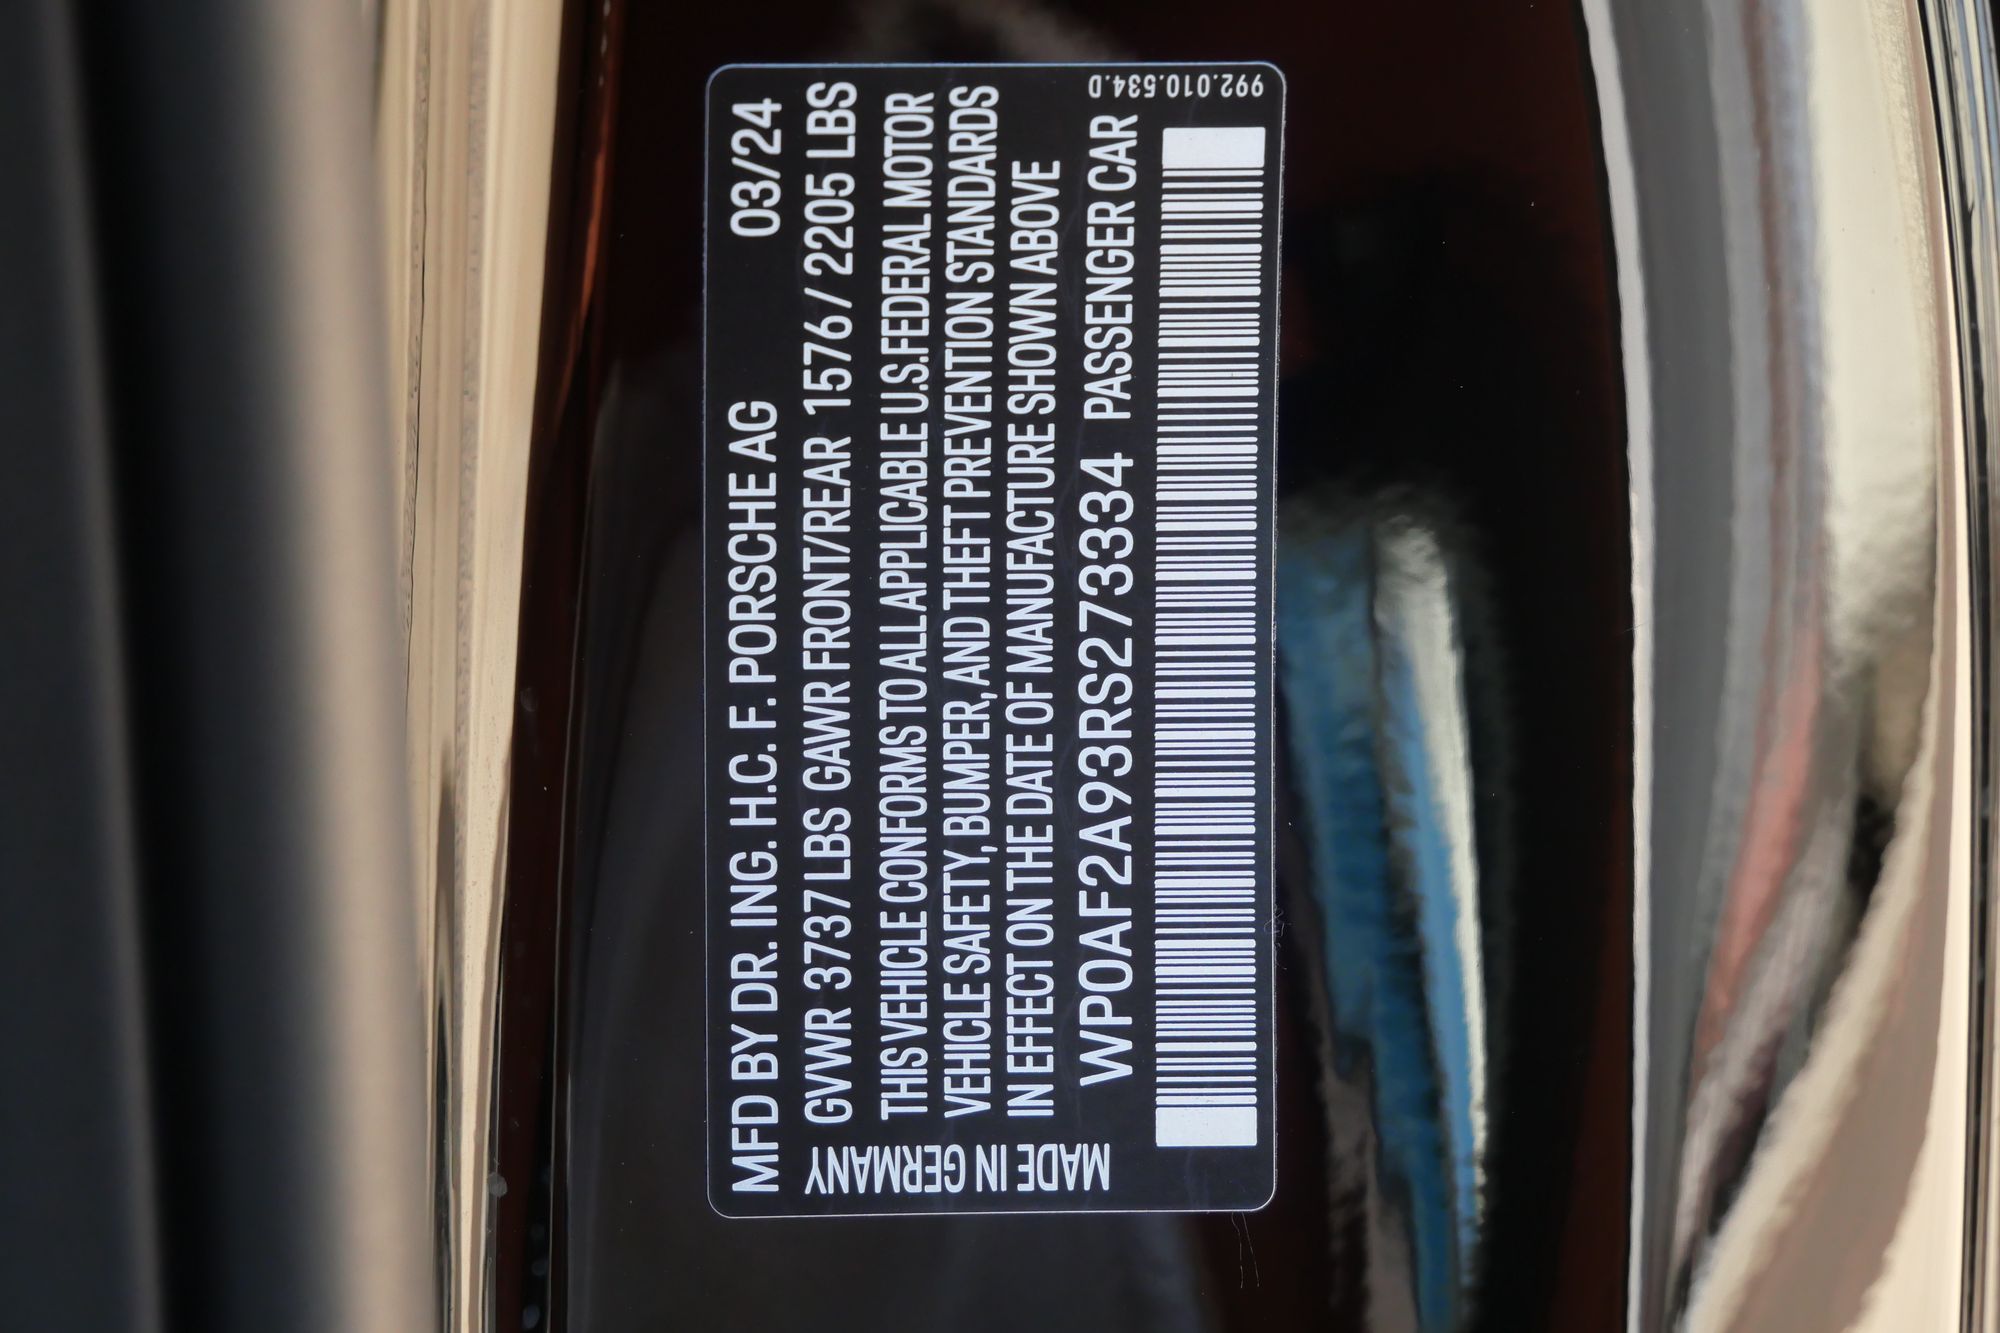 MFD BY DR. ING. H.C. F. PORSCHE AG 03/24
GVWR 3737 LBS GAWR FRONT/REAR 1576 / 2205 LBS
THIS VEHICLE CONFORMS TO ALL APPLICABLE U.S. FEDERAL MOTOR
VEHICLE SAFETY, BUMPER, AND THEFT PREVENTION STANDARDS
IN EFFECT ON THE DATE OF MANUFACTURE SHOWN ABOVE
WP0AF2A93RS273334 PASSENGER CAR
MADE IN GERMANY
992.010.534.D